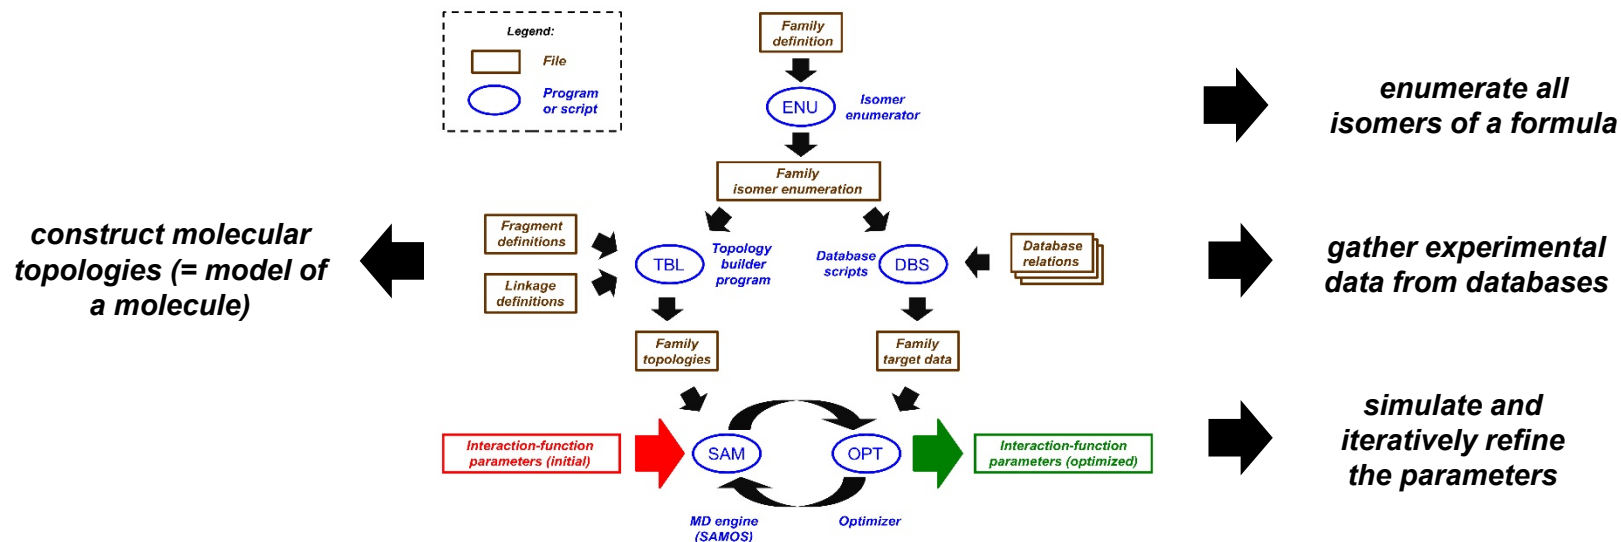 Legend:
File
Program
or script
Family
definition
ENU
Isomer
enumerator
enumerate all
isomers of a formula
Family
isomer enumeration
construct molecular
topologies (= model of
a molecule)
Fragment
definitions
Linkage
definitions
TBL
Topology
builder
program
Database
scripts
DBS
Database
relations
gather experimental
data from databases
Family
topologies
Family
target data
Interaction-function
parameters (initial)
SAM
OPT
Interaction-function
parameters (optimized)
MD engine
(SAMOS)
Optimizer
simulate and
iteratively refine
the parameters